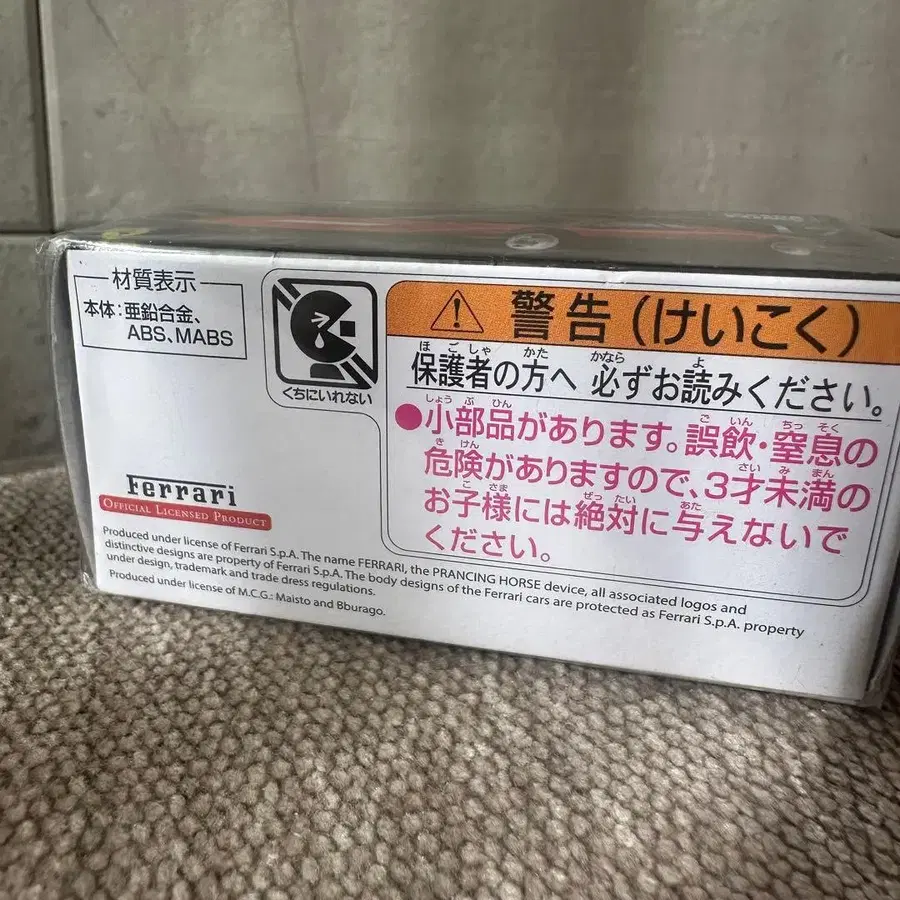 材質表示
本体:亜鉛合金、
ABS、MABS
くちにいれない
警告(けいこく)
ほごしゃ かた かなら よ
保護者の方へ 必ずお読みください。
しょうぶひん ごいん ちっそく
●小部品があります。誤飲・窒息の
きけん さいみまん
危険がありますので、3才未満の
こさま ぜったい あた
お子様には絶対に与えないで
ください。
Ferrari
OFFICIAL LICENSED PRODUCT
Produced under license of Ferrari S.p.A. The name FERRARI, the PRANCING HORSE device, all associated logos and
distinctive designs are property of Ferrari S.p.A. The body designs of the Ferrari cars are protected as Ferrari S.p.A. property
under design, trademark and trade dress regulations.
Produced under license of M.C.G.: Maisto and Bburago.